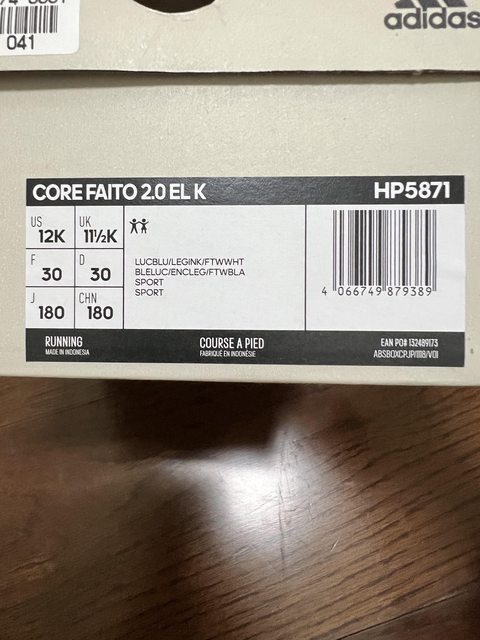 041
adidas
CORE FAITO 2.0 EL K HP5871
US 12K UK 11½K
F 30 D 30
J 180 CHN 180
LUCBLU/LEGINK/FTWWHT
BLELUC/ENCLEG/FTWBLA
SPORT
SPORT
4 066749 879389
RUNNING COURSE A PIED EAN PO# 132489173
MADE IN INDONESIA FABRIQUÉ EN INDONÉSIE ABSBOXCPJP/1118/V01